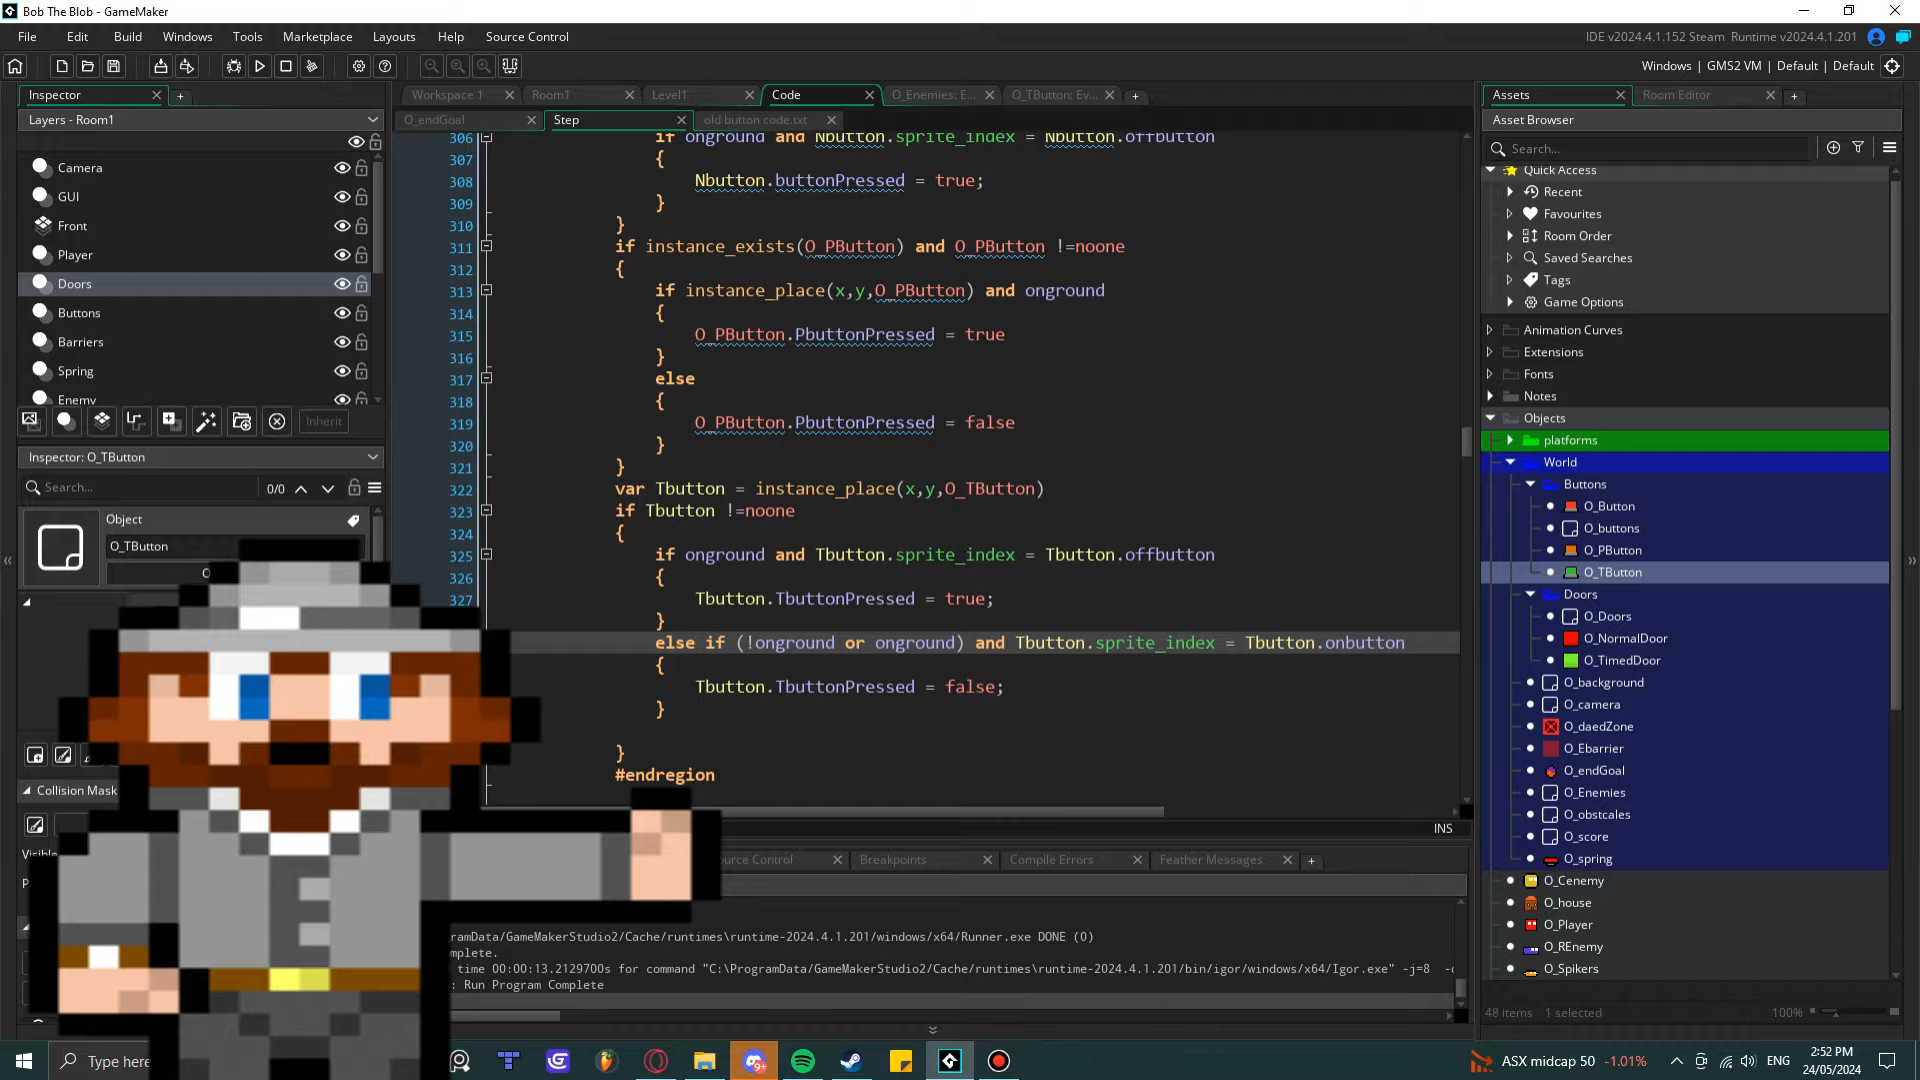 Bob The Blob - GameMaker
File Edit Build Windows Tools Marketplace Layouts Help Source Control
IDE v2024.4.1.152 Steam Runtime v2024.4.1.201
Windows | GMS2 VM | Default | Default
Inspector
Layers - Room1
Camera
GUI
Front
Player
Doors
Buttons
Barriers
Spring
Enemy
Inherit
Inspector: O_TButton
Search... 0/0
Object
O_TButton
Collision Mask
Workspace 1 Room1 Level1 Code O_Enemies: E... O_TButton: Ev...
O_endGoal Step old button code.txt
306 if onground and Nbutton.sprite_index = Nbutton.offbutton
307 {
308 Nbutton.buttonPressed = true;
309 }
310 }
311 if instance_exists(O_PButton) and O_PButton !=noone
312 {
313 if instance_place(x,y,O_PButton) and onground
314 {
315 O_PButton.PbuttonPressed = true
316 }
317 else
318 {
319 O_PButton.PbuttonPressed = false
320 }
321 }
322 var Tbutton = instance_place(x,y,O_TButton)
323 if Tbutton !=noone
324 {
325 if onground and Tbutton.sprite_index = Tbutton.offbutton
326 {
327 Tbutton.TbuttonPressed = true;
}
else if (!onground or onground) and Tbutton.sprite_index = Tbutton.onbutton
{
Tbutton.TbuttonPressed = false;
}
}
#endregion
INS
ource Control Breakpoints Compile Errors Feather Messages
gramData/GameMakerStudio2/Cache/runtimes\runtime-2024.4.1.201/windows/x64/Runner.exe DONE (0)
mplete.
time 00:00:13.2129700s for command "C:\ProgramData/GameMakerStudio2/Cache/runtimes\runtime-2024.4.1.201/bin/igor/windows/x64/Igor.exe" -j=8
: Run Program Complete
Assets Room Editor
Asset Browser
Search...
Quick Access
Recent
Favourites
Room Order
Saved Searches
Tags
Game Options
Animation Curves
Extensions
Fonts
Notes
Objects
platforms
World
Buttons
O_Button
O_buttons
O_PButton
O_TButton
Doors
O_Doors
O_NormalDoor
O_TimedDoor
O_background
O_camera
O_daedZone
O_Ebarrier
O_endGoal
O_Enemies
O_obstcales
O_score
O_spring
O_Cenemy
O_house
O_Player
O_REnemy
O_Spikers
48 items 1 selected 100%
Type here
9+
ASX midcap 50 -1.01%
ENG
2:52 PM
24/05/2024